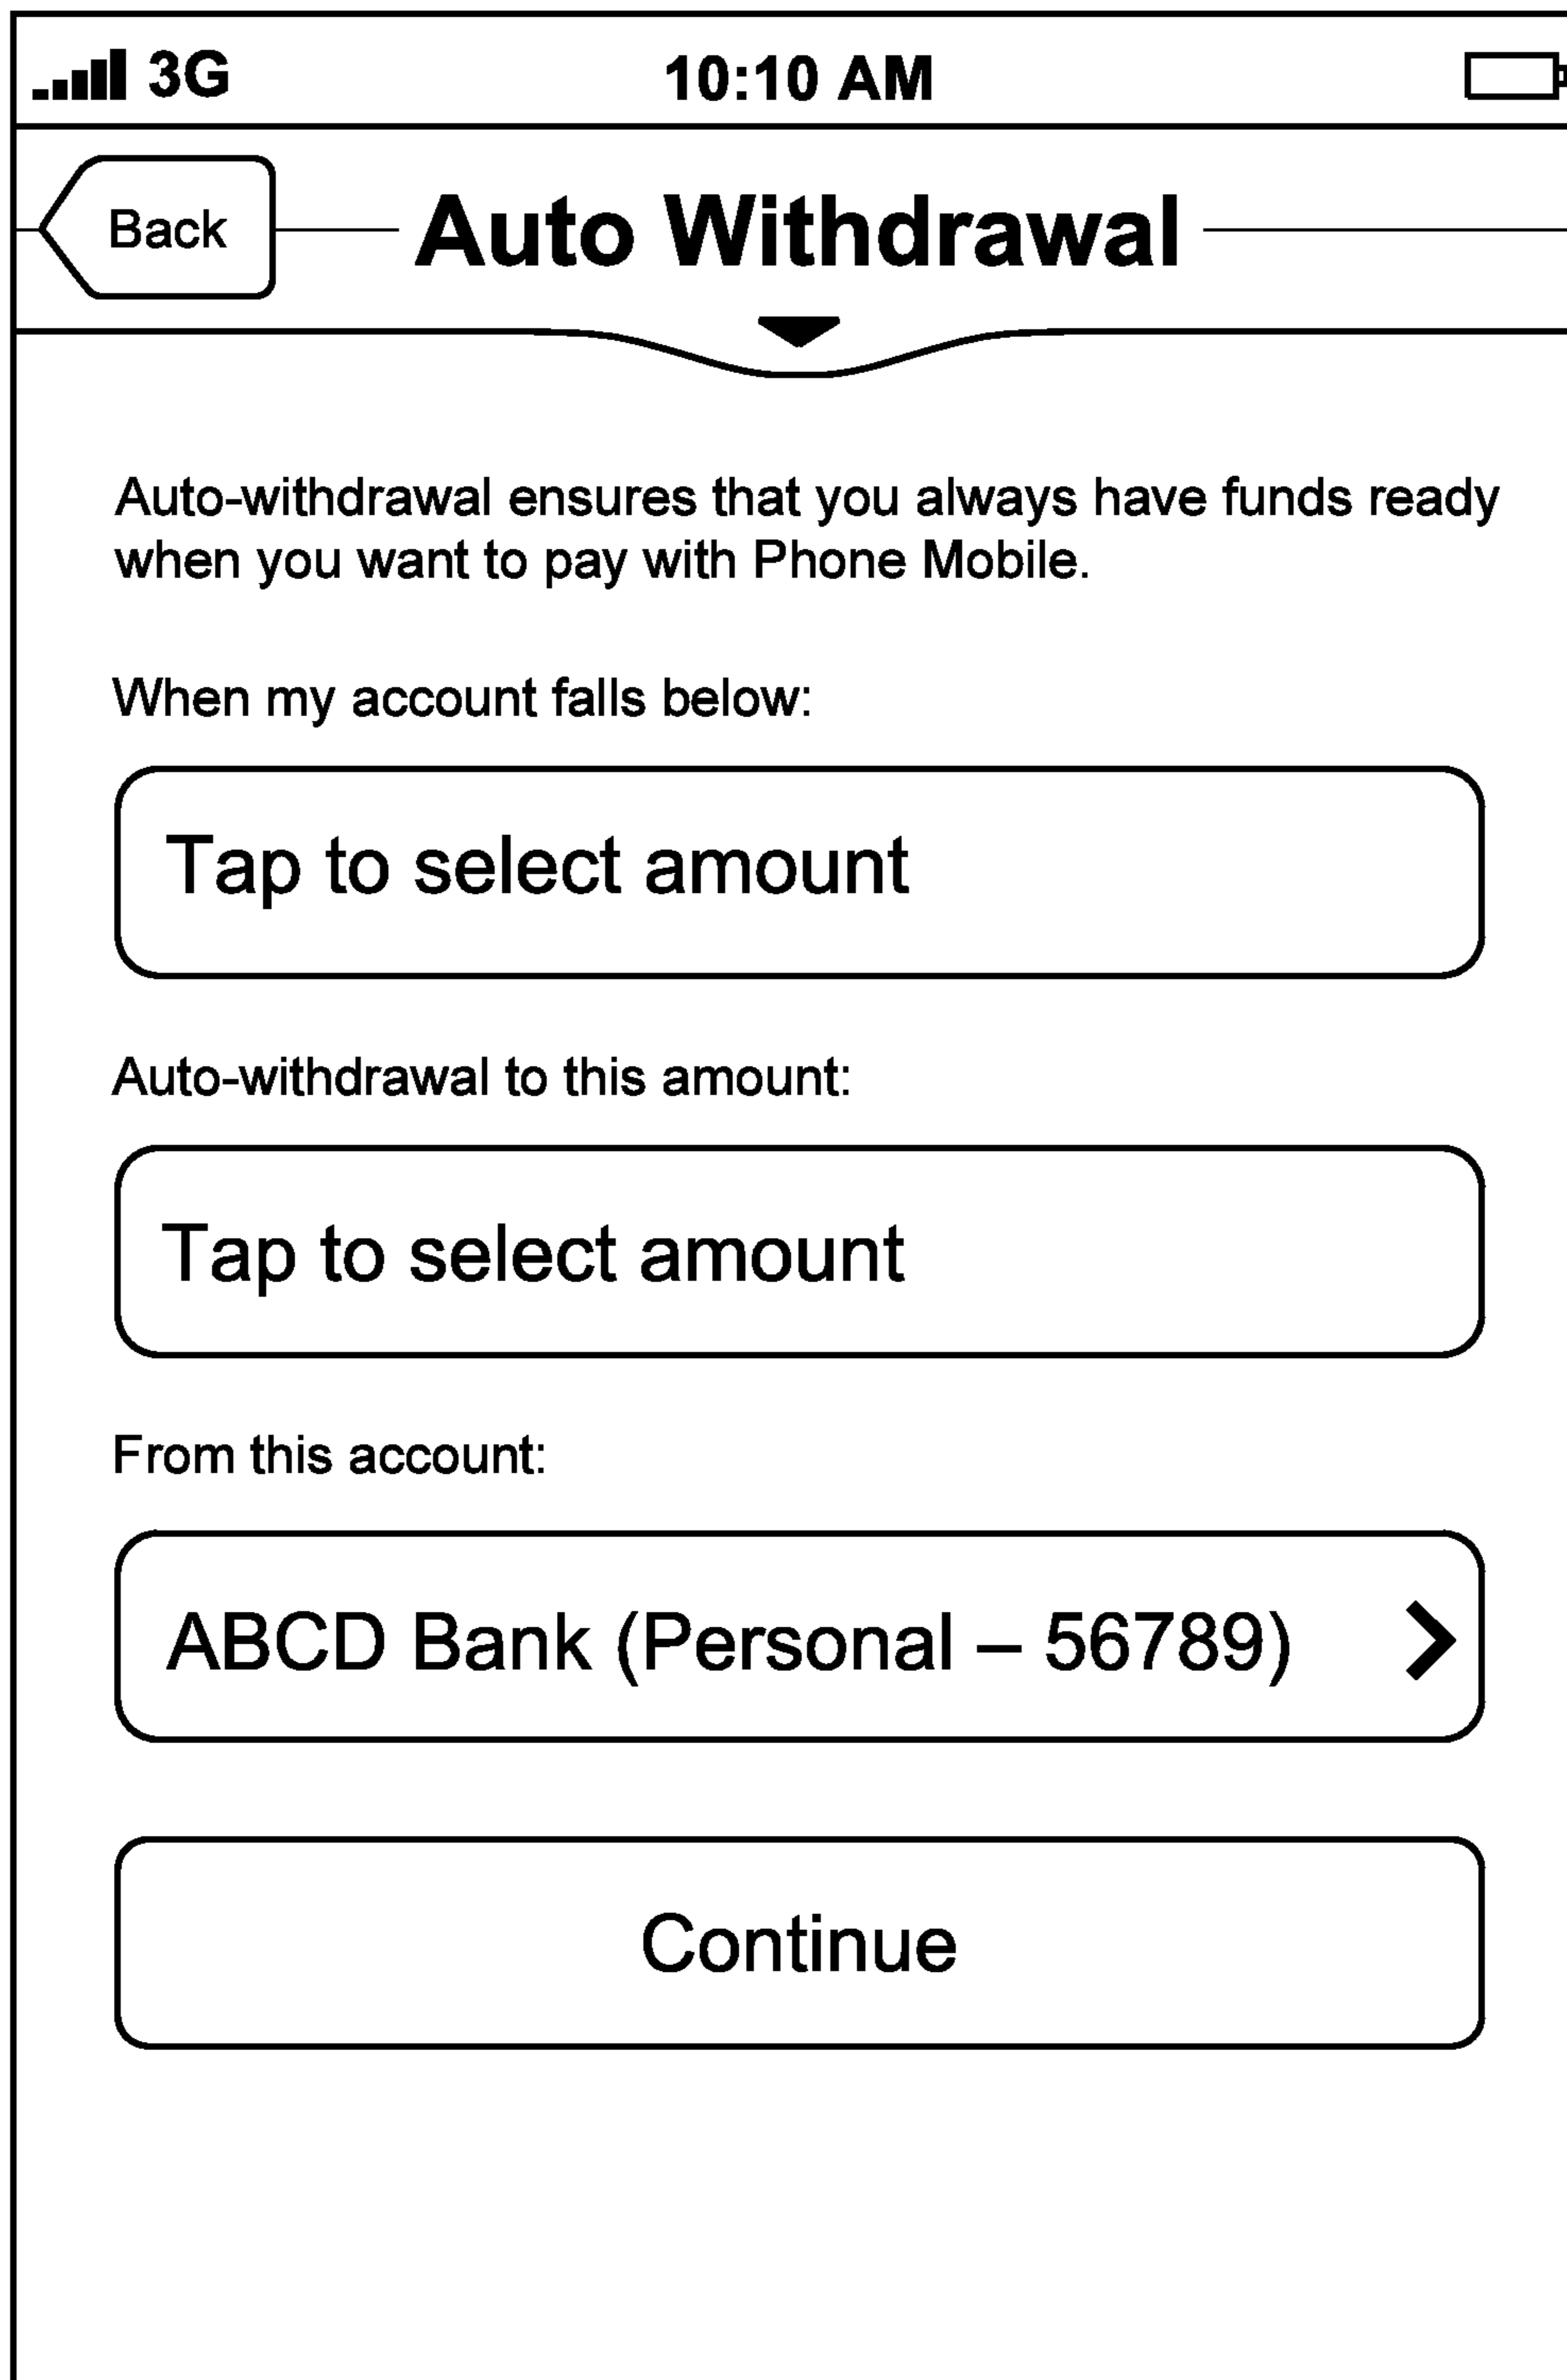 3G 10:10 AM
Back Auto Withdrawal
Auto-withdrawal ensures that you always have funds ready
when you want to pay with Phone Mobile.
When my account falls below:
Tap to select amount
Auto-withdrawal to this amount:
Tap to select amount
From this account:
ABCD Bank (Personal – 56789)
Continue